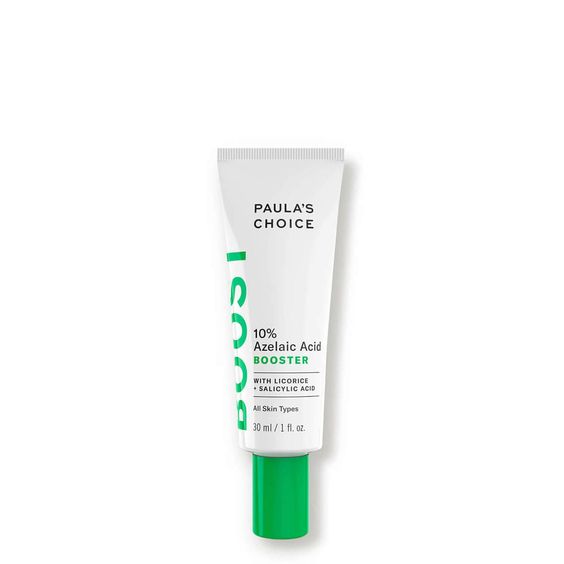 PAULA'S
CHOICE
BOOST
10%
Azelaic Acid
BOOSTER
WITH LICORICE
+ SALICYLIC ACID
All Skin Types
30 ml / 1 fl. oz.